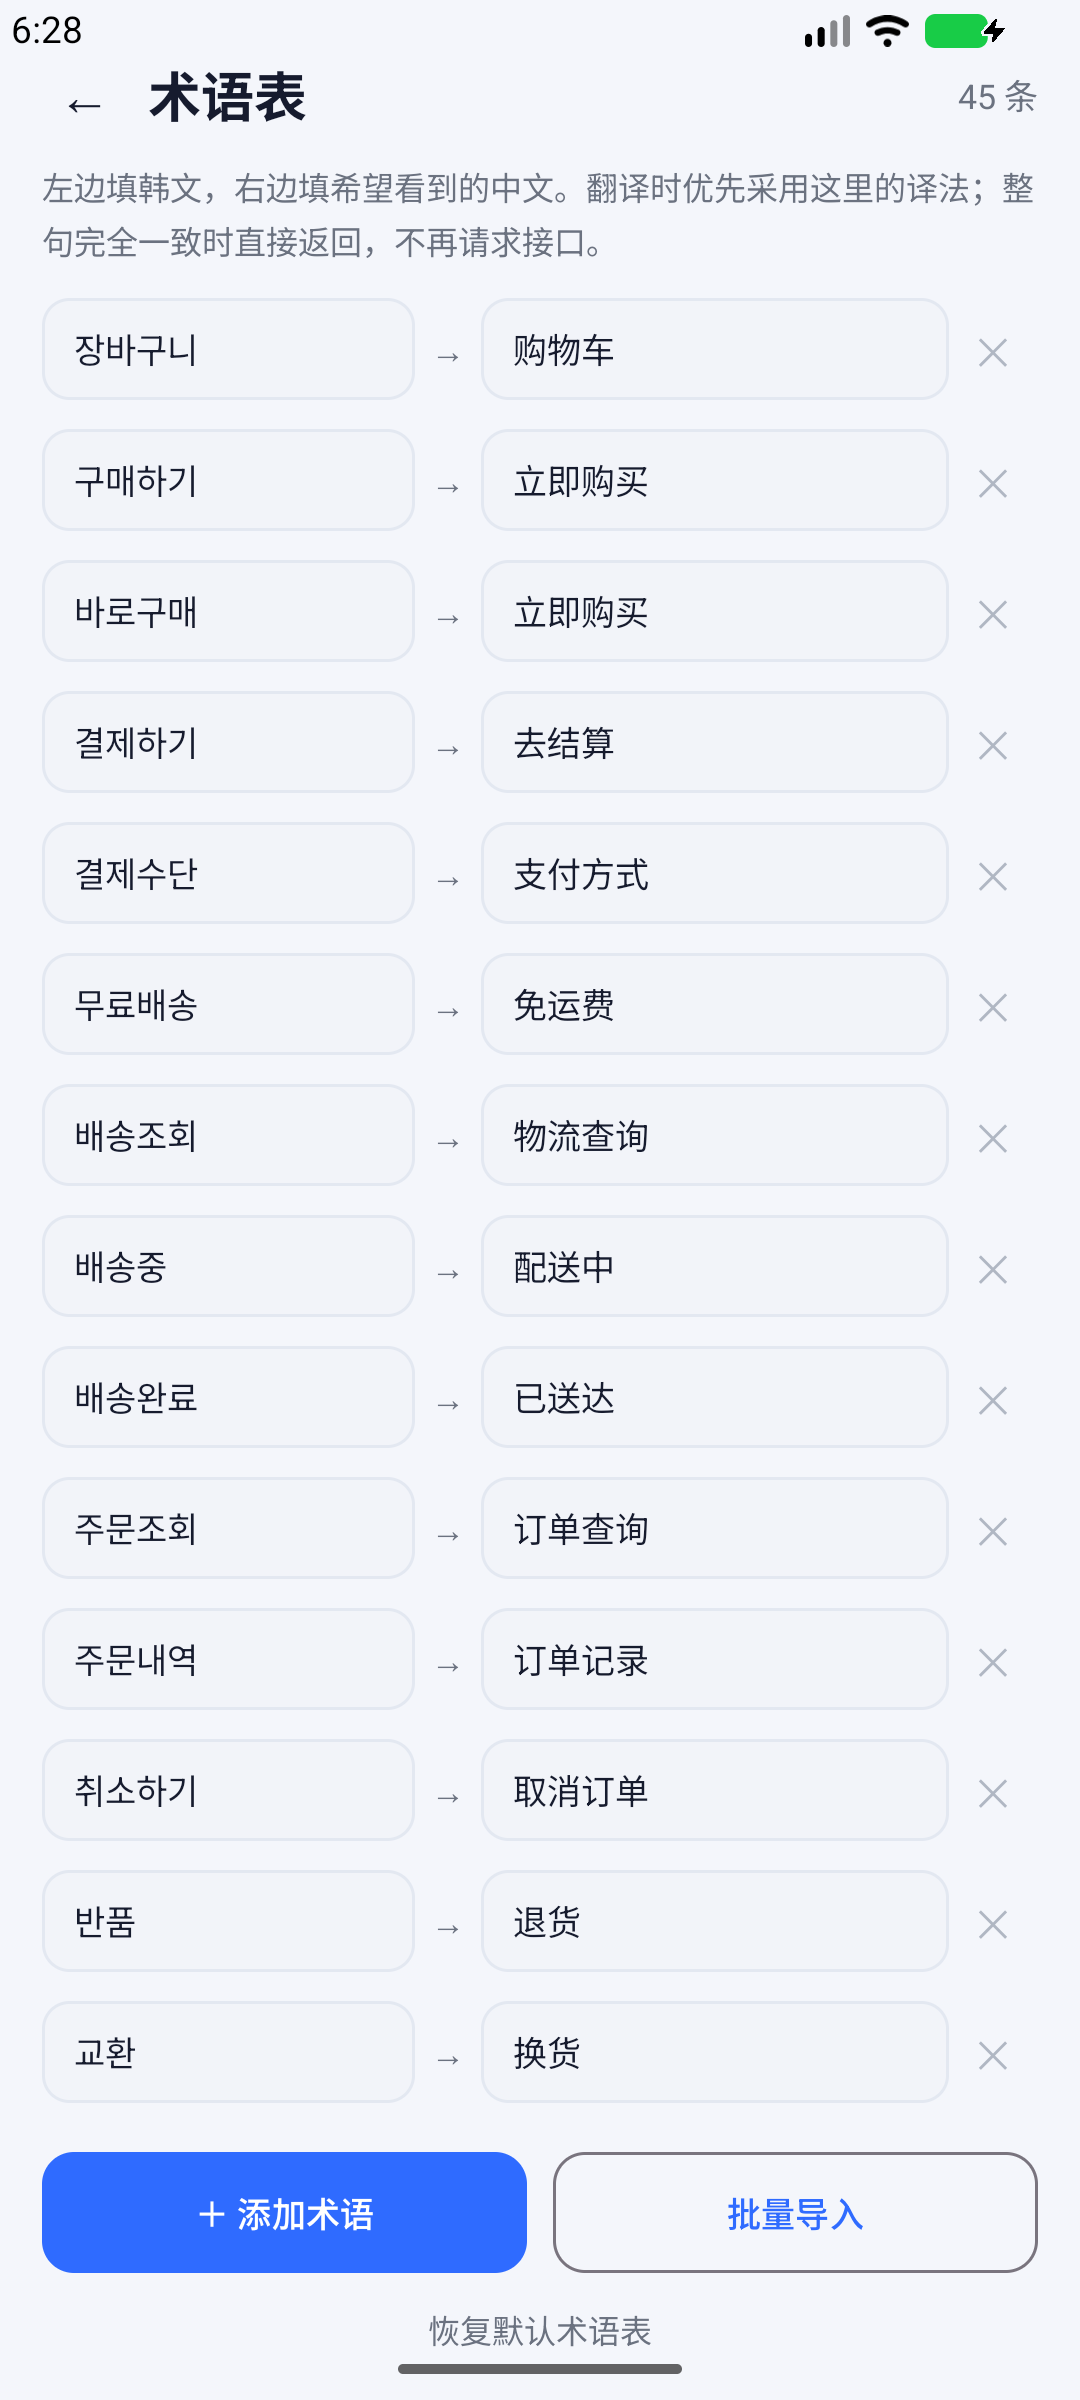 6:28
← 术语表 45 条
左边填韩文，右边填希望看到的中文。翻译时优先采用这里的译法；整
句完全一致时直接返回，不再请求接口。
장바구니 → 购物车
구매하기 → 立即购买
바로구매 → 立即购买
결제하기 → 去结算
결제수단 → 支付方式
무료배송 → 免运费
배송조회 → 物流查询
배송중 → 配送中
배송완료 → 已送达
주문조회 → 订单查询
주문내역 → 订单记录
취소하기 → 取消订单
반품 → 退货
교환 → 换货
＋ 添加术语 批量导入
恢复默认术语表